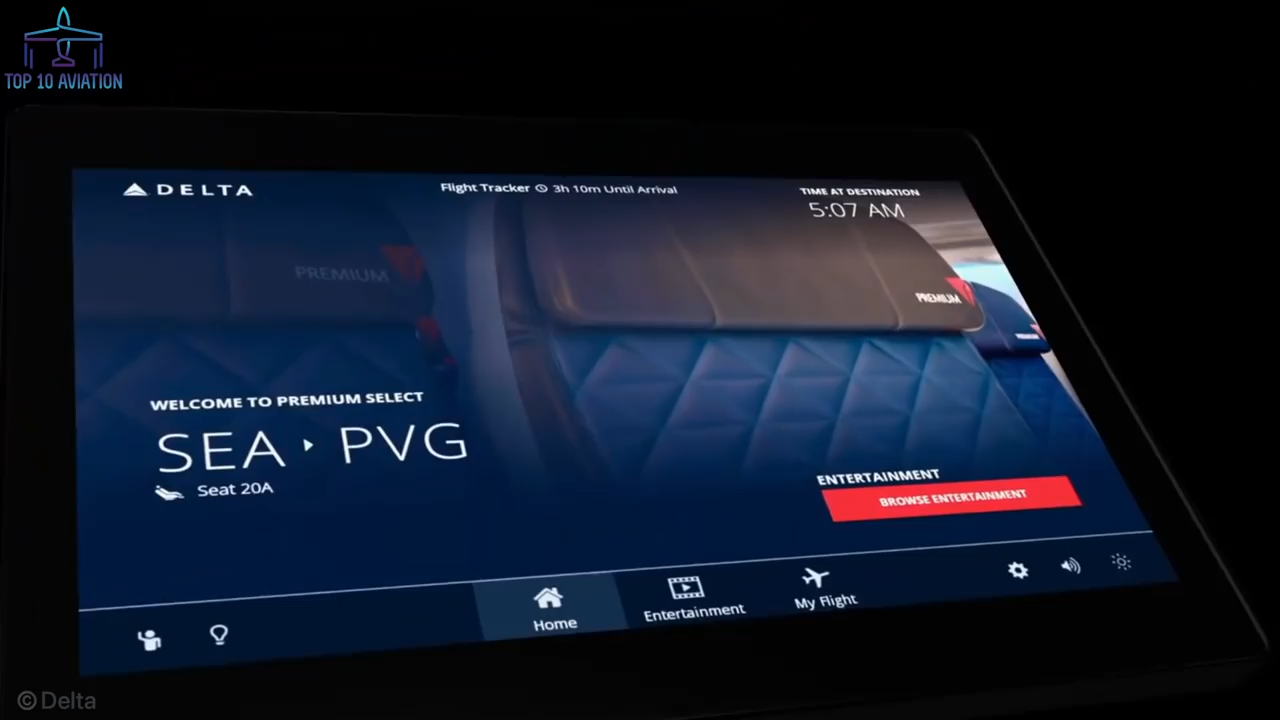 TOP 10 AVIATION
DELTA
Flight Tracker 3h 10m Until Arrival
TIME AT DESTINATION
5:07 AM
PREMIUM
PREMIUM
PREMIUM
WELCOME TO PREMIUM SELECT
SEA PVG
Seat 20A
ENTERTAINMENT
BROWSE ENTERTAINMENT
Home
Entertainment
My Flight
©Delta